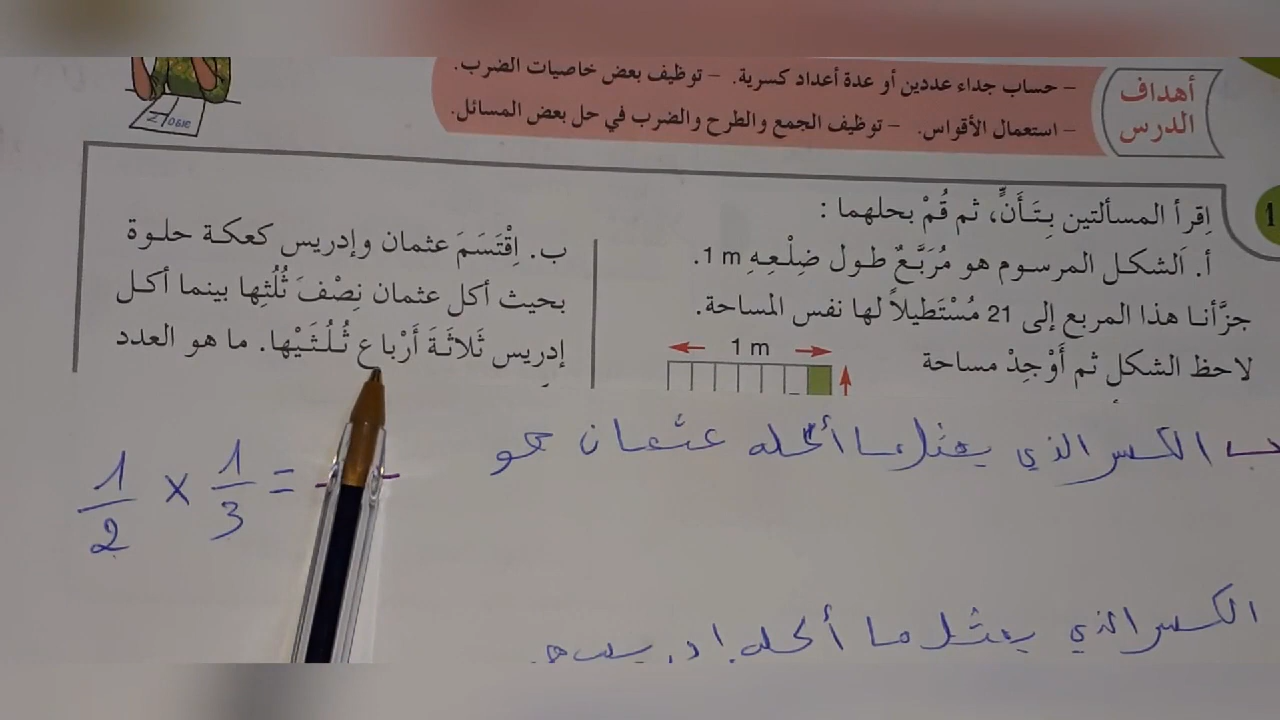 أهداف
الدرس
- حساب جداء عددين أو عدة أعداد كسرية. - توظيف بعض خاصيات الضرب.
- استعمال الأقواس. - توظيف الجمع والطرح والضرب في حل بعض المسائل.
1
اِقرأ المسألتين بِتَأَنٍّ، ثم قُمْ بحلهما :
أ. اَلشكل المرسوم هو مُرَبَّعٌ طول ضِلْعِهِ 1 m.
جزَّأنا هذا المربع إلى 21 مُسْتَطيلاً لها نفس المساحة.
لاحظ الشكل ثم أَوْجِدْ مساحة
1 m
ب. اِقْتَسَمَ عثمان وإدريس كعكة حلوة
بحيث أكل عثمان نِصْفَ ثُلُثِها بينما أكل
إدريس ثَلاثَةَ أَرْباع ثُلُثَيْها. ما هو العدد
ب الكسر الذي يمثل ما أكله عثمان هو
1/2 × 1/3 =
الكسر الذي يمثل ما أكله إدريس هو